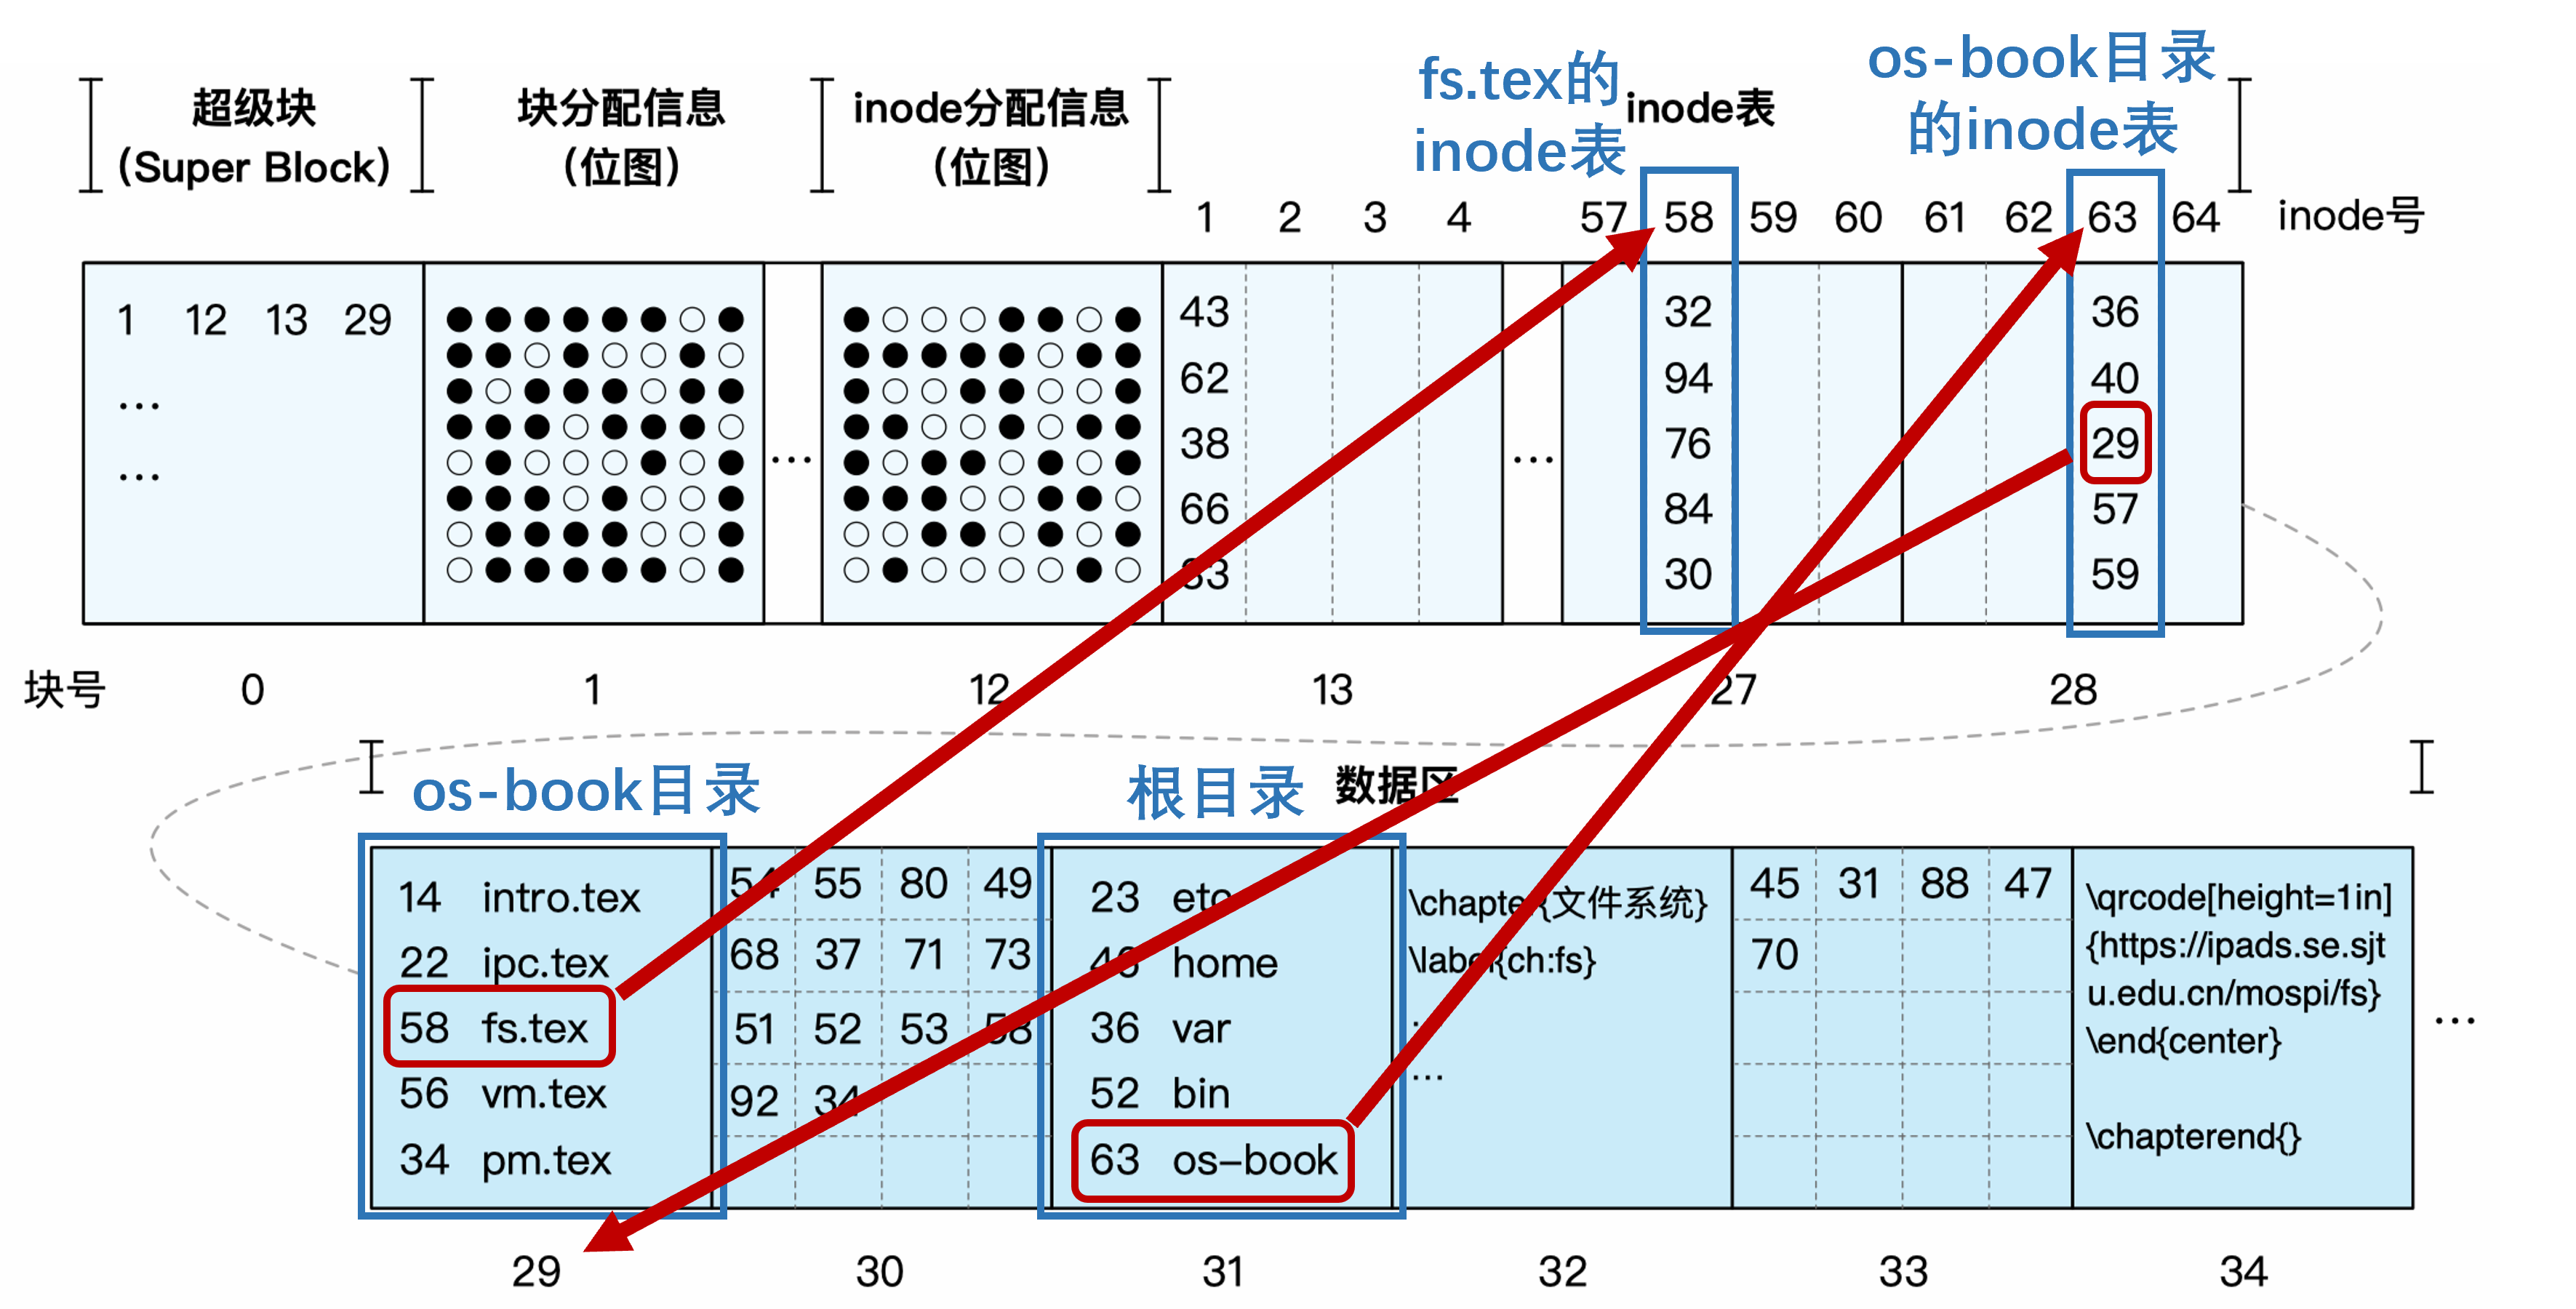 超级块
(Super Block)
块分配信息
(位图)
inode分配信息
(位图)
fs.tex的
inode表
inode表
os-book目录
的inode表
1 2 3 4 57 58 59 60 61 62 63 64 inode号
1 12 13 29
...
...
...
43
62
38
66
83
...
32
94
76
84
30
36
40
29
57
59
块号 0 1 12 13 27 28
os-book目录
根目录
数据区
14 intro.tex
22 ipc.tex
58 fs.tex
56 vm.tex
34 pm.tex
54 55 80 49
68 37 71 73
51 52 53 58
92 34
23 etc
46 home
36 var
52 bin
63 os–book
\chapter{文件系统}
\label{ch:fs}
...
...
45 31 88 47
70
\qrcode[height=1in]
{https://ipads.se.sjt
u.edu.cn/mospi/fs}
\end{center}
\chapterend{}
...
29 30 31 32 33 34